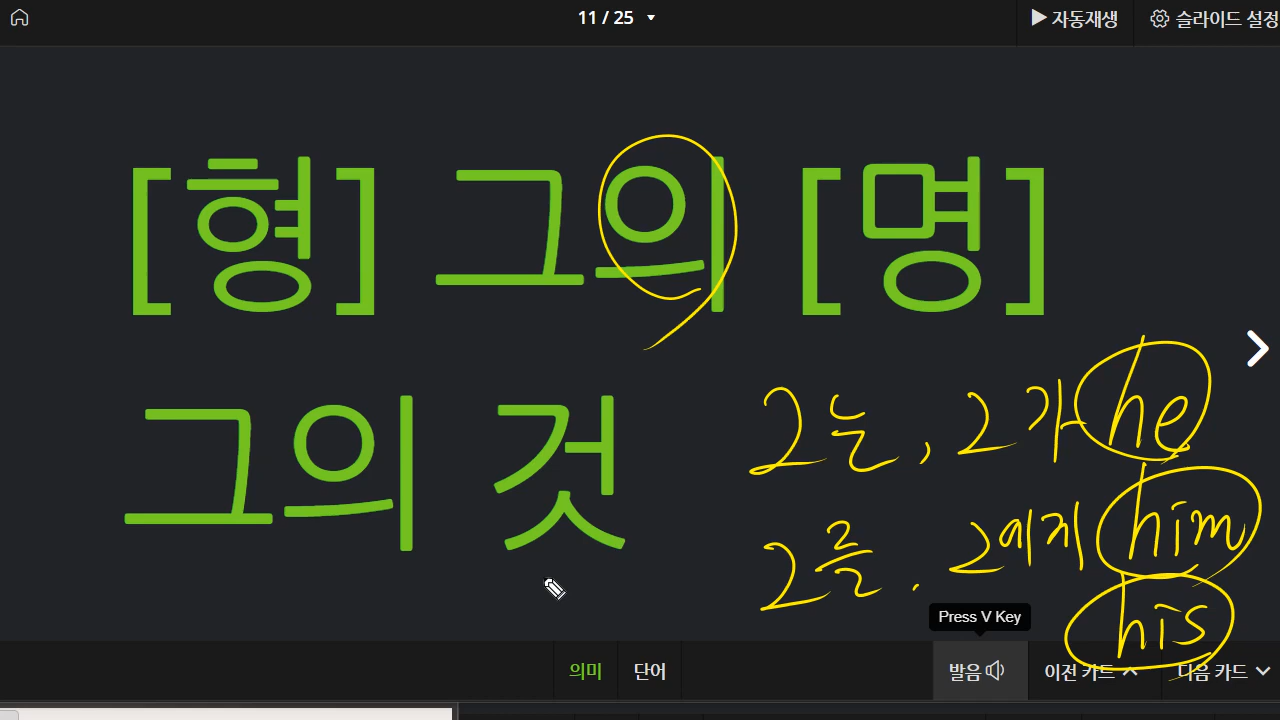 11 / 25
자동재생
슬라이드 설정
[형] 그의 [명]
그의 것
그는, 그가 he
그를, 그에게 him
his
Press V Key
의미
단어
발음
이전 카드
다음 카드